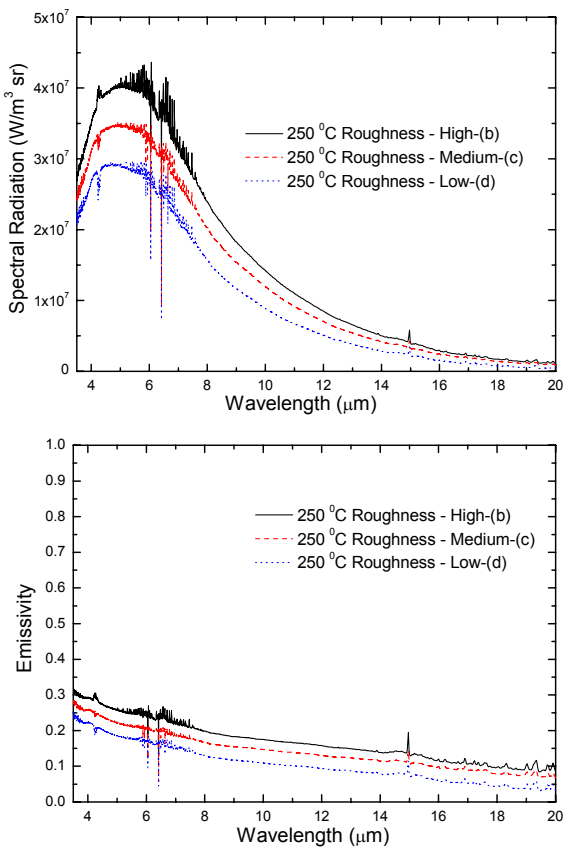 5x10⁷
4x10⁷
3x10⁷
2x10⁷
1x10⁷
0
Spectral Radiation (W/m³ sr)
250 ⁰C Roughness - High-(b)
250 ⁰C Roughness - Medium-(c)
250 ⁰C Roughness - Low-(d)
4 6 8 10 12 14 16 18 20
Wavelength (μm)
1.0
0.9
0.8
0.7
0.6
0.5
0.4
0.3
0.2
0.1
0.0
Emissivity
250 ⁰C Roughness - High-(b)
250 ⁰C Roughness - Medium-(c)
250 ⁰C Roughness - Low-(d)
4 6 8 10 12 14 16 18 20
Wavelength (μm)